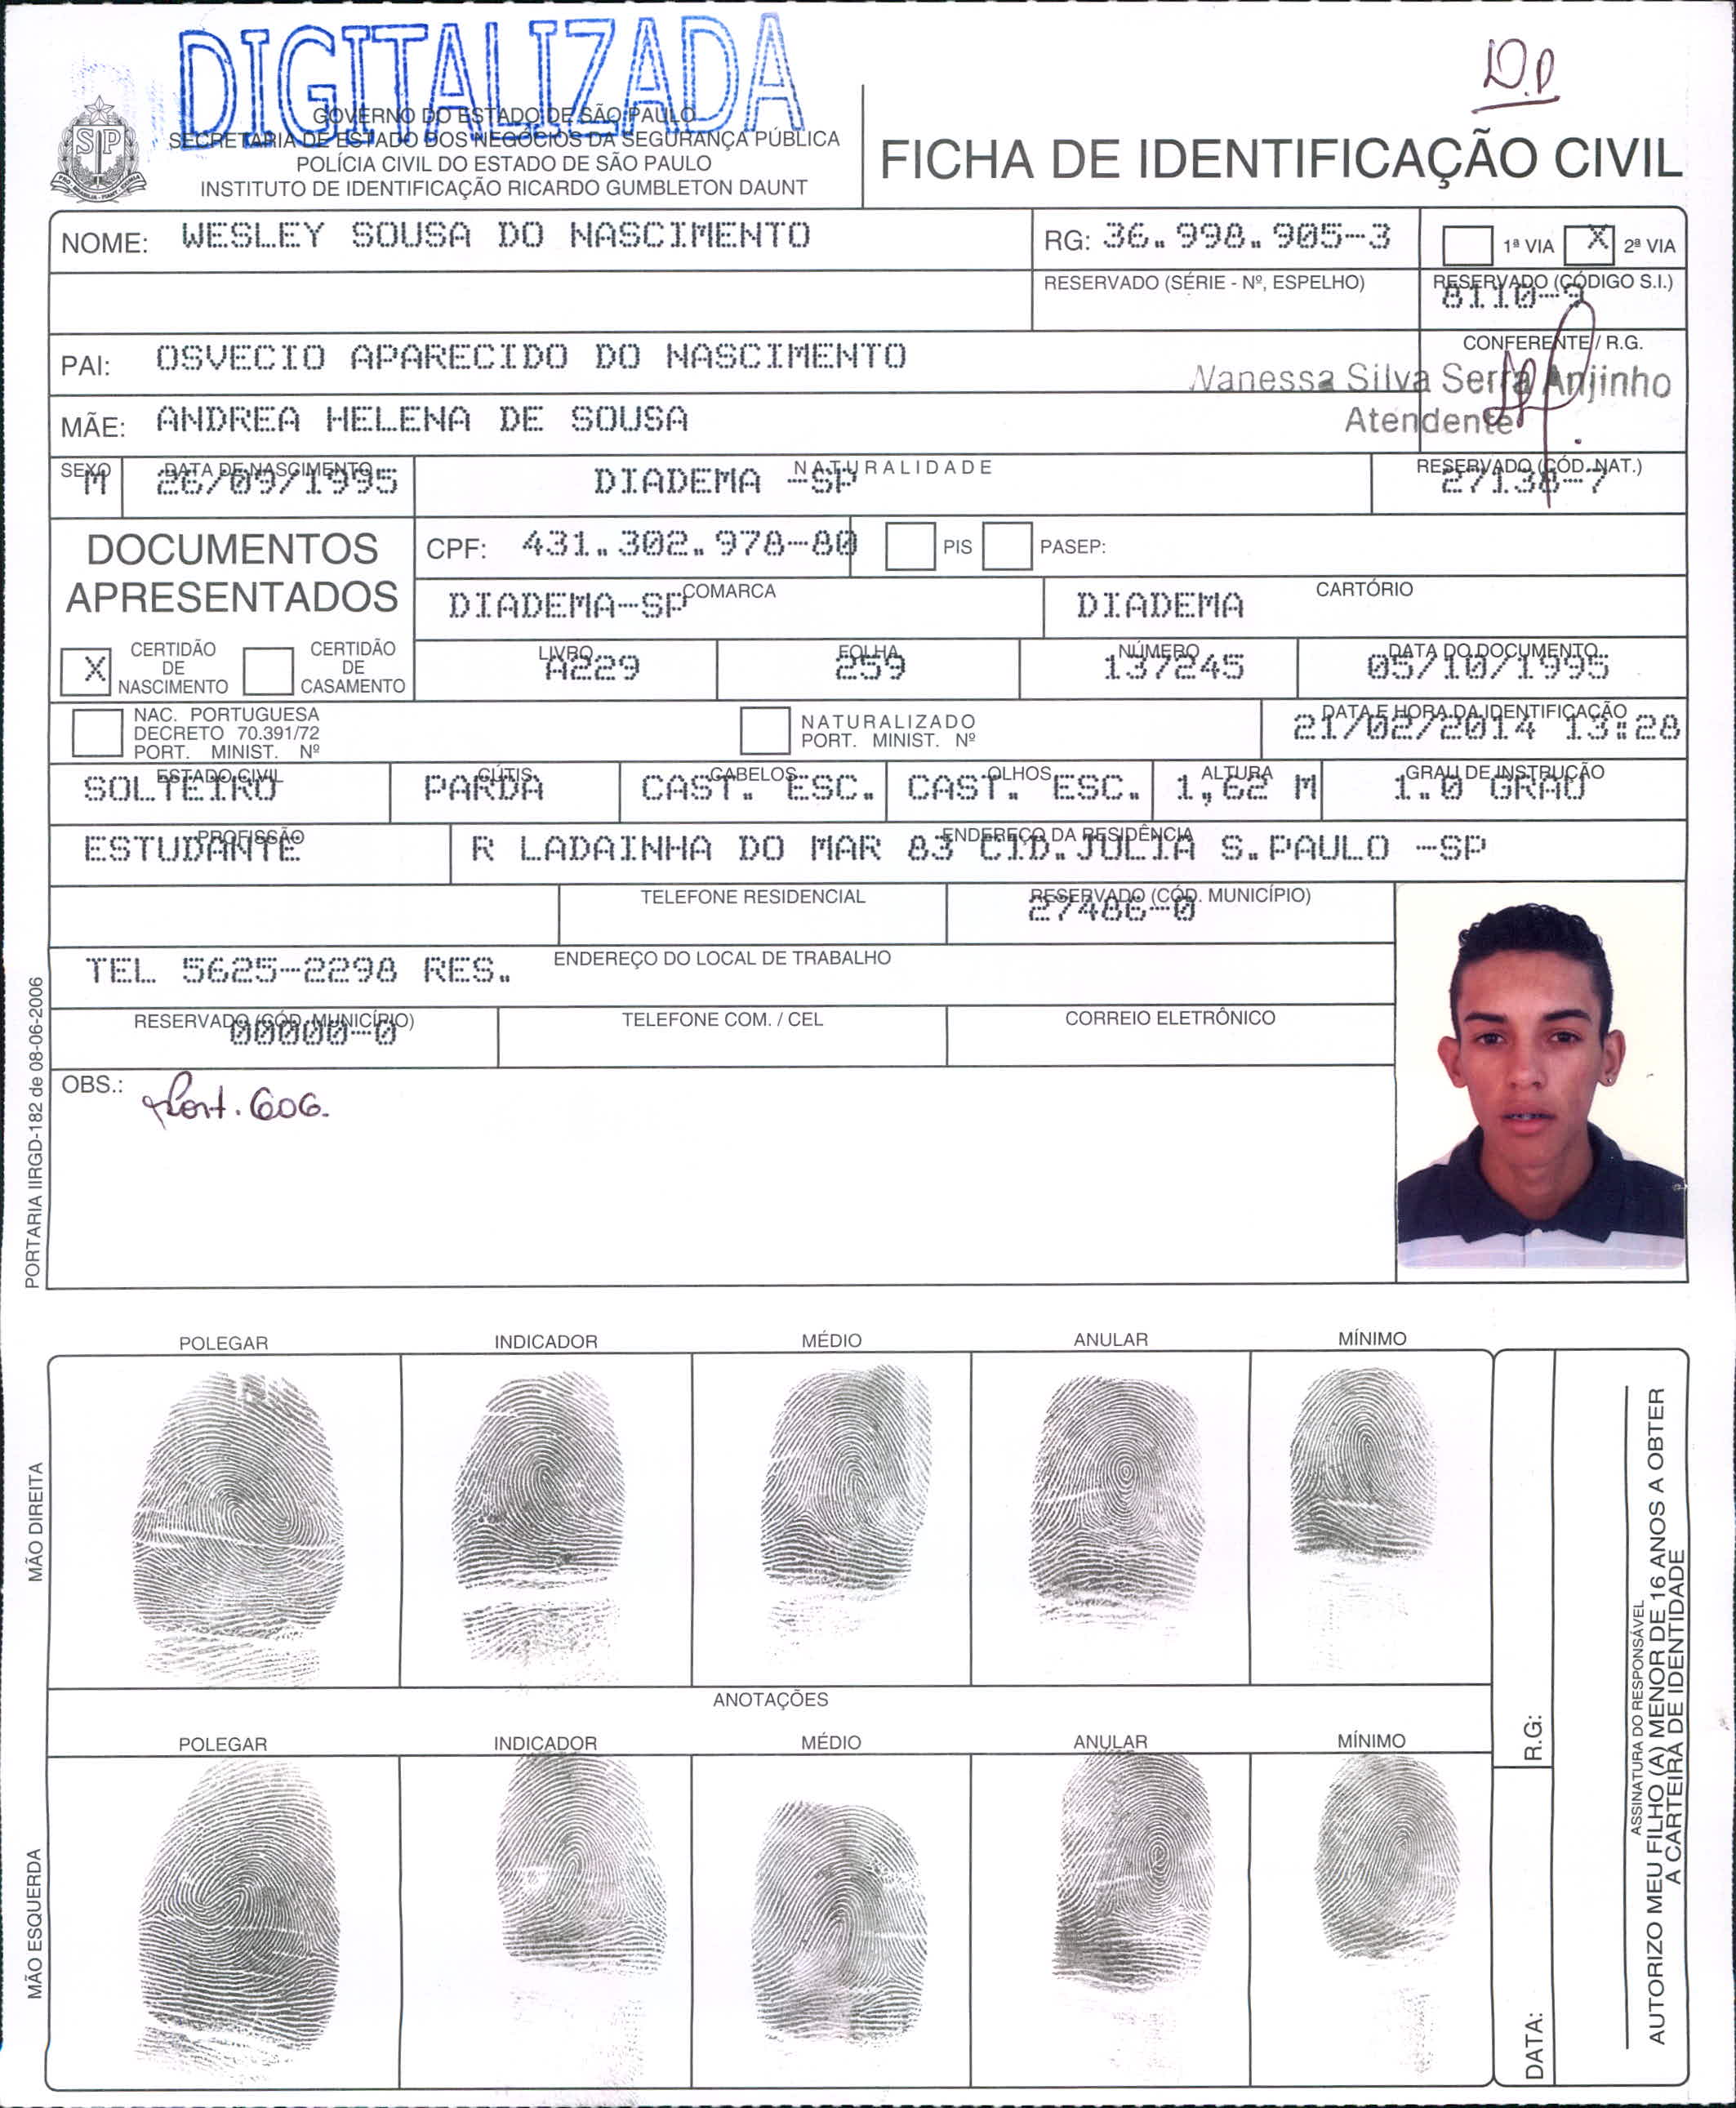 DIGITALIZADA
D.P
GOVERNO DO ESTADO DE SÃO PAULO
SECRETARIA DE ESTADO DOS NEGÓCIOS DA SEGURANÇA PÚBLICA
POLÍCIA CIVIL DO ESTADO DE SÃO PAULO
INSTITUTO DE IDENTIFICAÇÃO RICARDO GUMBLETON DAUNT
FICHA DE IDENTIFICAÇÃO CIVIL
NOME: WESLEY SOUSA DO NASCIMENTO RG: 36.998.905-3 1ª VIA X 2ª VIA
RESERVADO (SÉRIE - Nº, ESPELHO) RESERVADO (CÓDIGO S.I.)
8110-9
PAI: OSVECIO APARECIDO DO NASCIMENTO CONFERENTE / R.G.
Vanessa Silva Serra Anjinho
MÃE: ANDREA HELENA DE SOUSA Atendente
SEXO DATA DE NASCIMENTO NATURALIDADE RESERVADO (CÓD. NAT.)
M 26/09/1995 DIADEMA -SP 27138-7
DOCUMENTOS APRESENTADOS
CPF: 431.302.978-80 PIS PASEP:
COMARCA CARTÓRIO
DIADEMA-SP DIADEMA
X CERTIDÃO DE NASCIMENTO CERTIDÃO DE CASAMENTO
LIVRO FOLHA NÚMERO DATA DO DOCUMENTO
A229 259 137245 05/10/1995
NAC. PORTUGUESA NATURALIZADO DATA E HORA DA IDENTIFICAÇÃO
DECRETO 70.391/72 PORT. MINIST. Nº 21/02/2014 13:28
PORT. MINIST. Nº
ESTADO CIVIL CÚTIS CABELOS OLHOS ALTURA GRAU DE INSTRUÇÃO
SOLTEIRO PARDA CAST. ESC. CAST. ESC. 1,62 M 1.0 GRAU
PROFISSÃO ENDEREÇO DA RESIDÊNCIA
ESTUDANTE R LADAINHA DO MAR 83 CID.JULIA S.PAULO -SP
TELEFONE RESIDENCIAL RESERVADO (CÓD. MUNICÍPIO)
27486-0
ENDEREÇO DO LOCAL DE TRABALHO
TEL 5625-2298 RES.
RESERVADO (CÓD. MUNICÍPIO) TELEFONE COM. / CEL CORREIO ELETRÔNICO
00000-0
OBS.: Port. 606.
PORTARIA IIRGD-182 de 08-06-2006
POLEGAR INDICADOR MÉDIO ANULAR MÍNIMO
MÃO DIREITA
ANOTAÇÕES
POLEGAR INDICADOR MÉDIO ANULAR MÍNIMO
MÃO ESQUERDA
R.G:
DATA:
ASSINATURA DO RESPONSÁVEL
AUTORIZO MEU FILHO (A) MENOR DE 16 ANOS A OBTER
A CARTEIRA DE IDENTIDADE